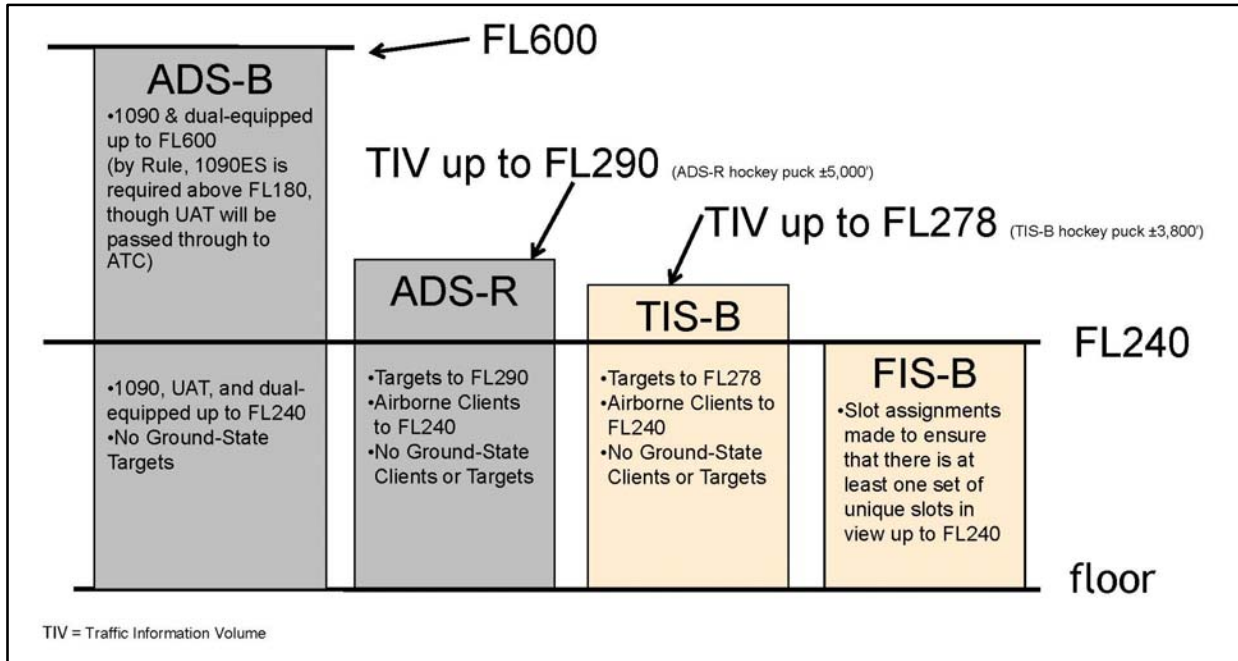 FL600
ADS-B
•1090 & dual-equipped
up to FL600
(by Rule, 1090ES is
required above FL180,
though UAT will be
passed through to
ATC)
•1090, UAT, and dual-
equipped up to FL240
•No Ground-State
Targets
TIV up to FL290 (ADS-R hockey puck ±5,000')
ADS-R
•Targets to FL290
•Airborne Clients
to FL240
•No Ground-State
Clients or Targets
TIV up to FL278 (TIS-B hockey puck ±3,800')
TIS-B
•Targets to FL278
•Airborne Clients to
FL240
•No Ground-State
Clients or Targets
FL240
FIS-B
•Slot assignments
made to ensure
that there is at
least one set of
unique slots in
view up to FL240
floor
TIV = Traffic Information Volume